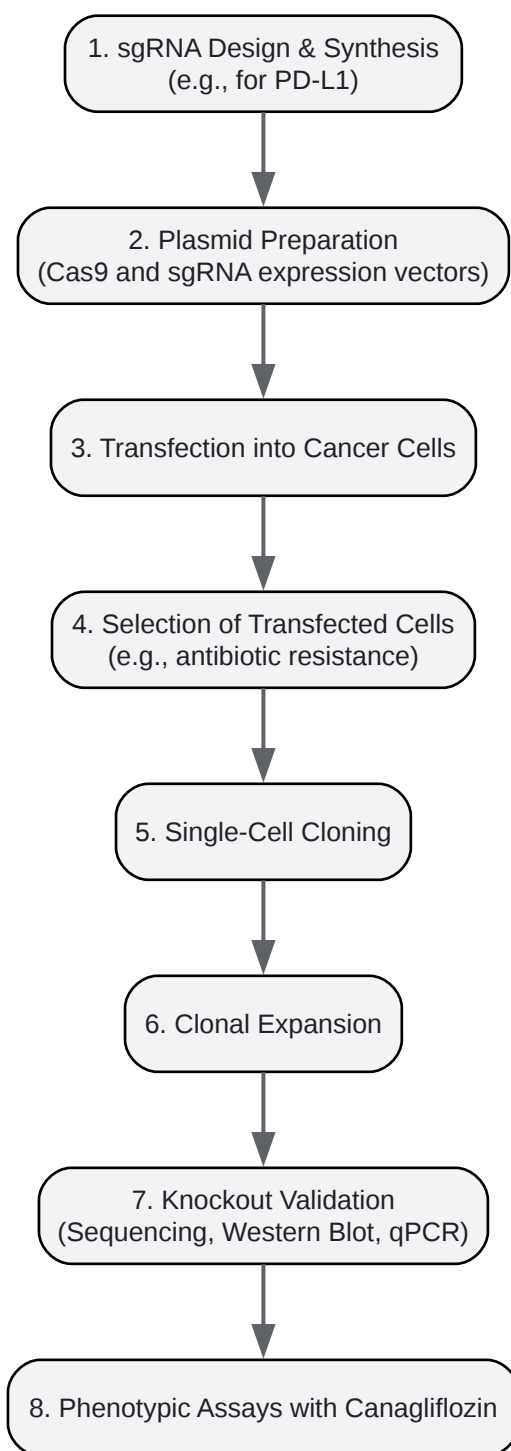 1. sgRNA Design & Synthesis
(e.g., for PD-L1)
2. Plasmid Preparation
(Cas9 and sgRNA expression vectors)
3. Transfection into Cancer Cells
4. Selection of Transfected Cells
(e.g., antibiotic resistance)
5. Single-Cell Cloning
6. Clonal Expansion
7. Knockout Validation
(Sequencing, Western Blot, qPCR)
8. Phenotypic Assays with Canagliflozin